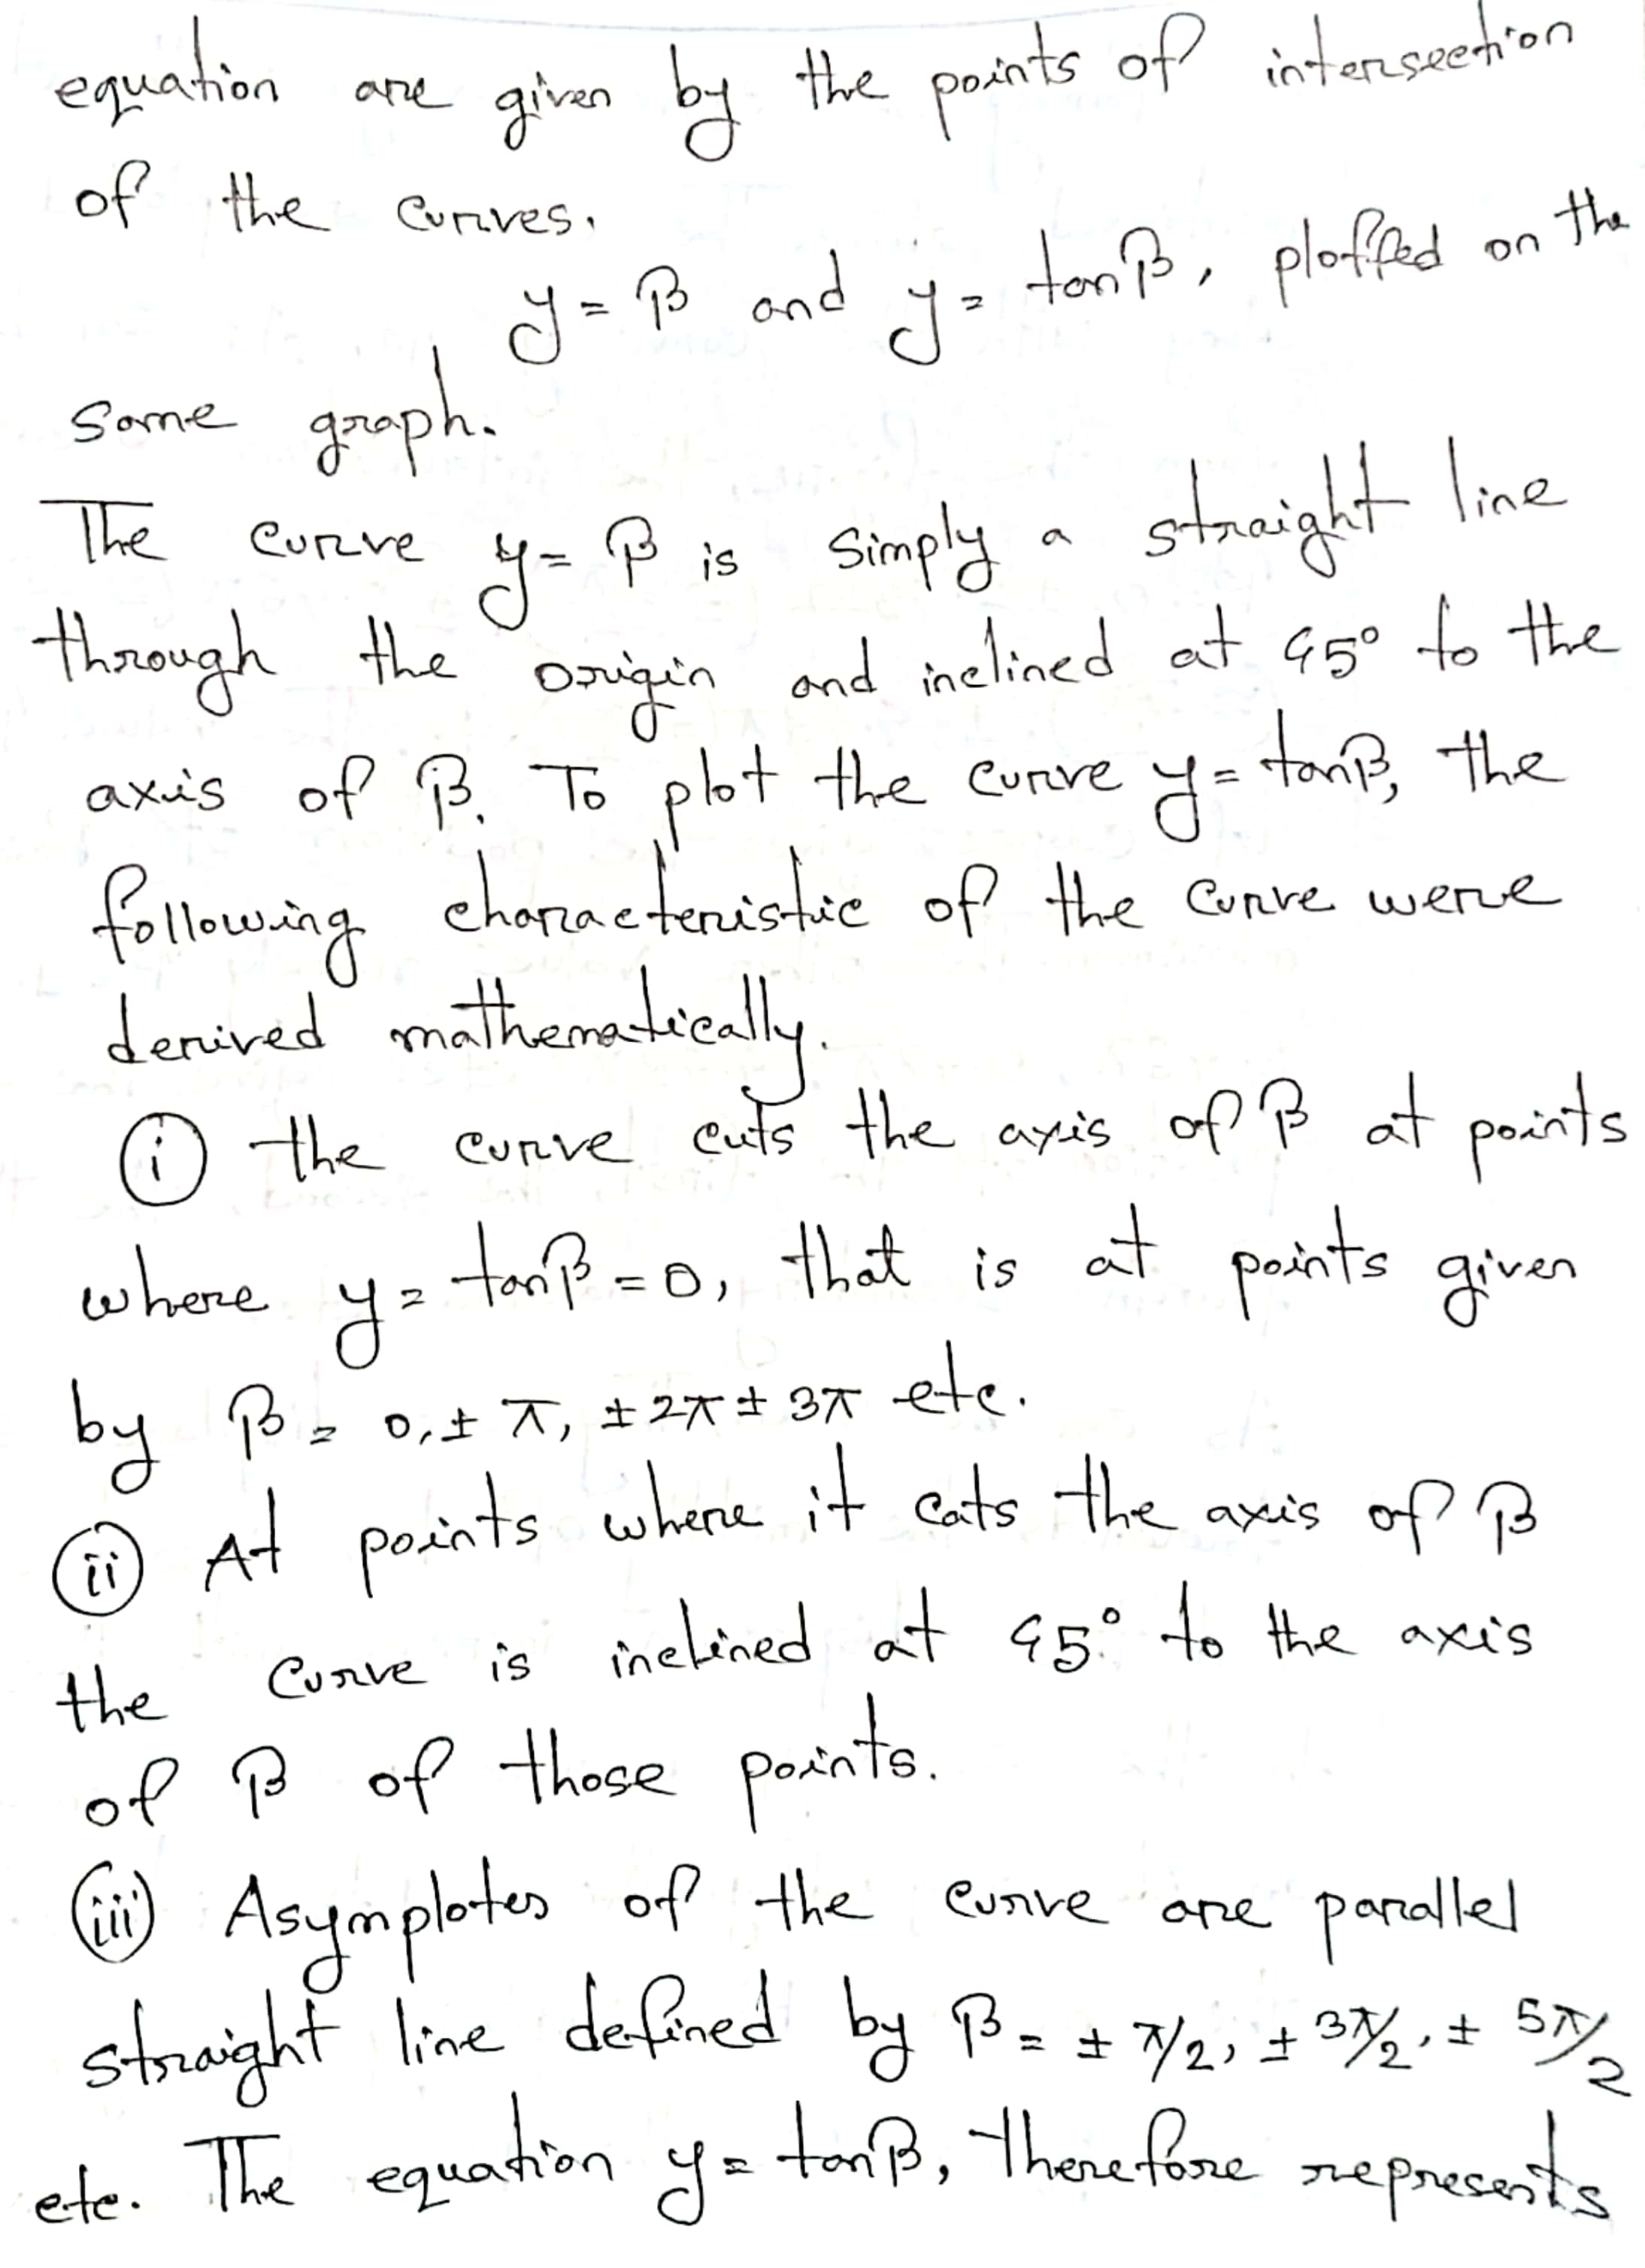 equation are given by the points of intersection
of the curves.
y = β and y = tanβ, plotted on the
same graph.
The curve y = β is simply a straight line
through the origin and inclined at 45° to the
axis of β. To plot the curve y = tanβ, the
following characteristic of the curve were
derived mathematically.
(i) the curve cuts the axis of β at points
where y = tanβ = 0, that is at points given
by β = 0, ± π, ± 2π ± 3π etc.
(ii) At points where it cats the axis of β
the curve is inclined at 45° to the axis
of β of those points.
(iii) Asymplotes of the curve are parallel
straight line defined by β = ± π/2, ± 3π/2, ± 5π/2
etc. The equation y = tanβ, therefore represents